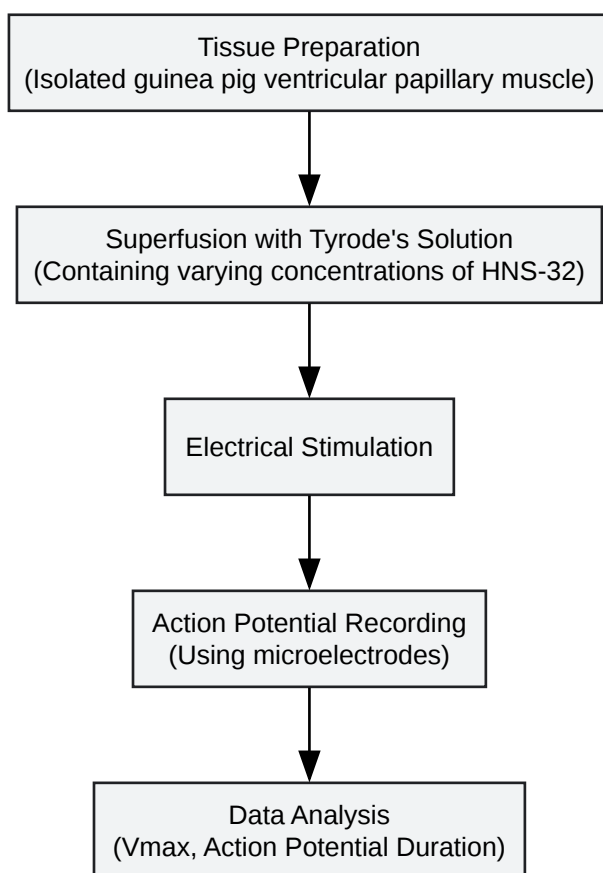 Tissue Preparation
(Isolated guinea pig ventricular papillary muscle)
Superfusion with Tyrode's Solution
(Containing varying concentrations of HNS-32)
Electrical Stimulation
Action Potential Recording
(Using microelectrodes)
Data Analysis
(Vmax, Action Potential Duration)